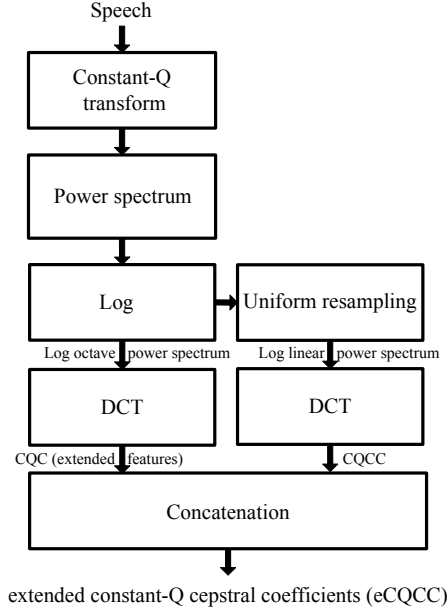 Speech
Constant-Q
transform
Power spectrum
Log
Uniform resampling
Log octave power spectrum
Log linear power spectrum
DCT
DCT
CQC (extended features)
CQCC
Concatenation
extended constant-Q cepstral coefficients (eCQCC)